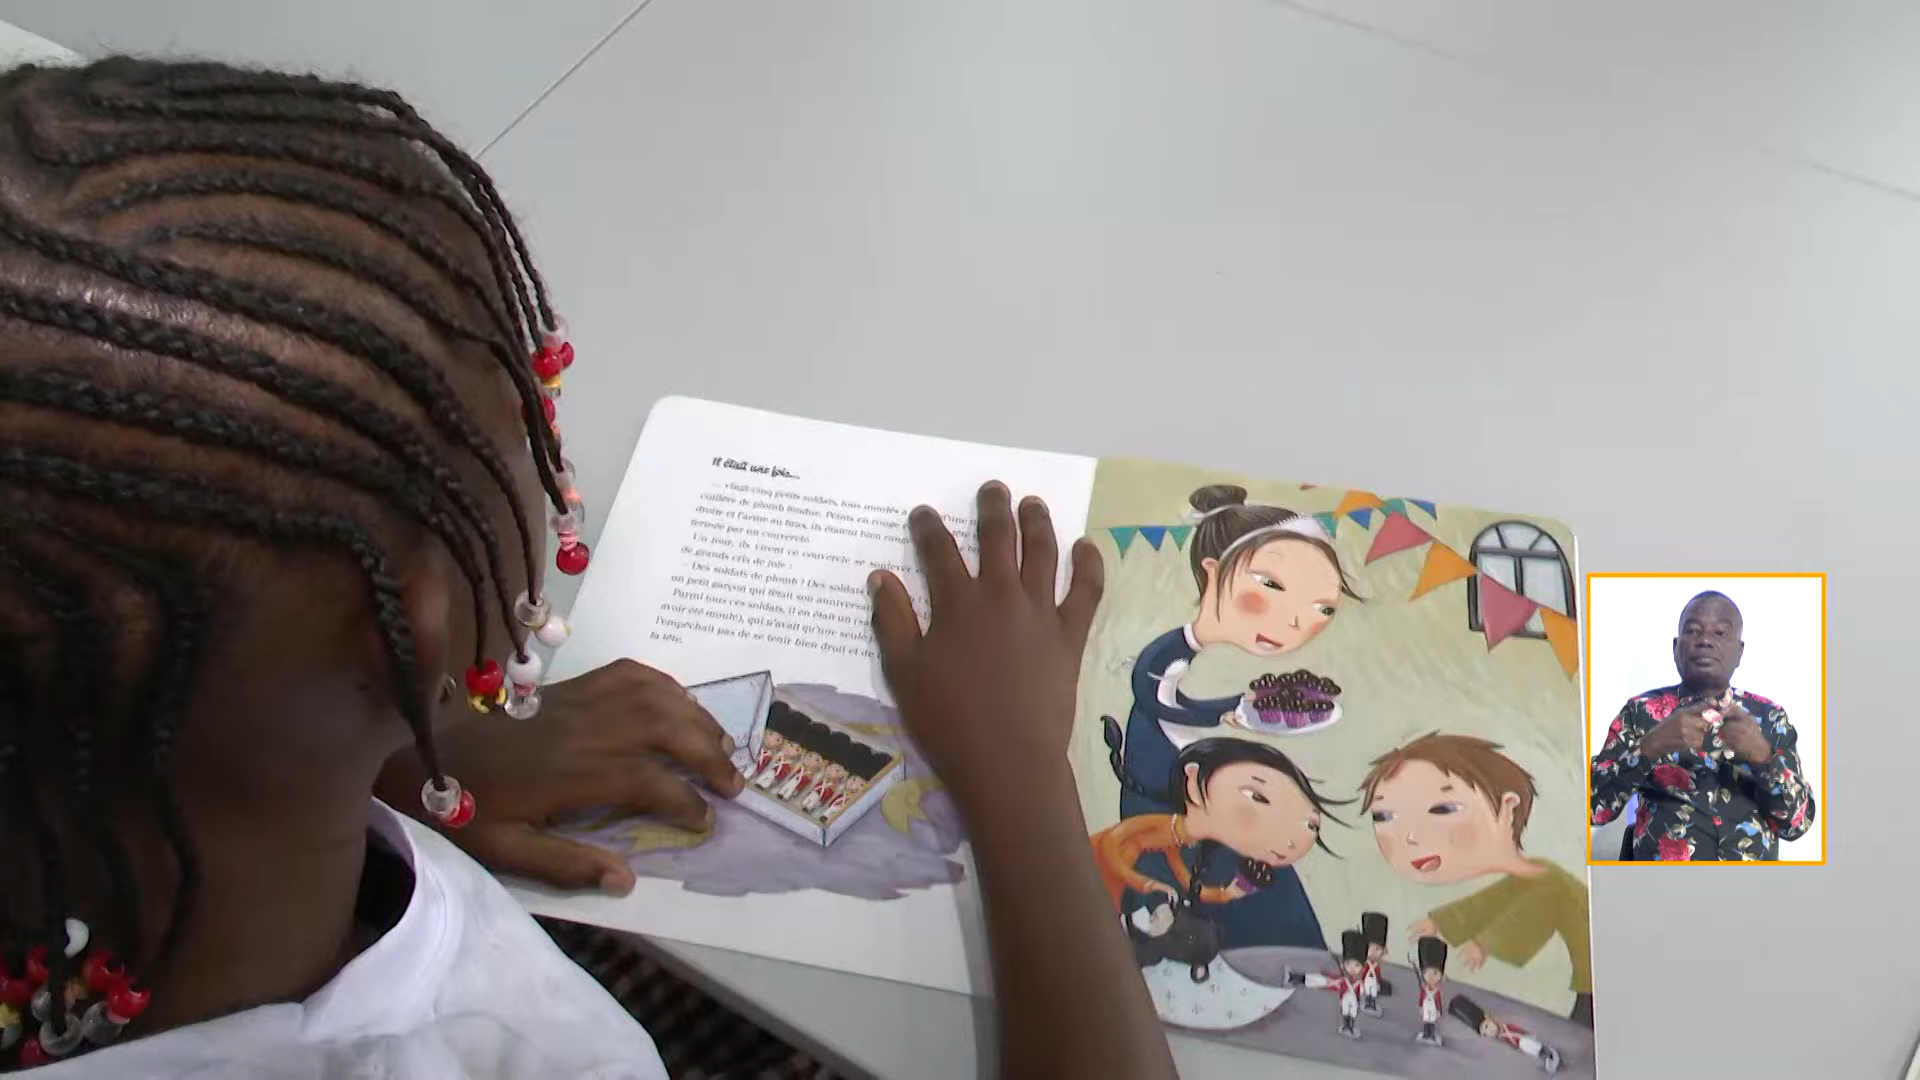 Il était une fois...
... vingt-cinq petits soldats, tous moulés a d'une
cuillère de plomb fondue. Peints en rouge tête
droite et l'arme au bras, ils étaient bien rangés
fermée par un couvercle.
Un jour, ils virent ce couvercle se soulever
de grands cris de joie :
– Des soldats de plomb ! Des soldats
un petit garçon qui fêtait son anniversai
Parmi tous ces soldats, il en était un
avoir été moulé), qui n'avait qu'une seule
l'empêchait pas de se tenir bien droit et de
la tête.